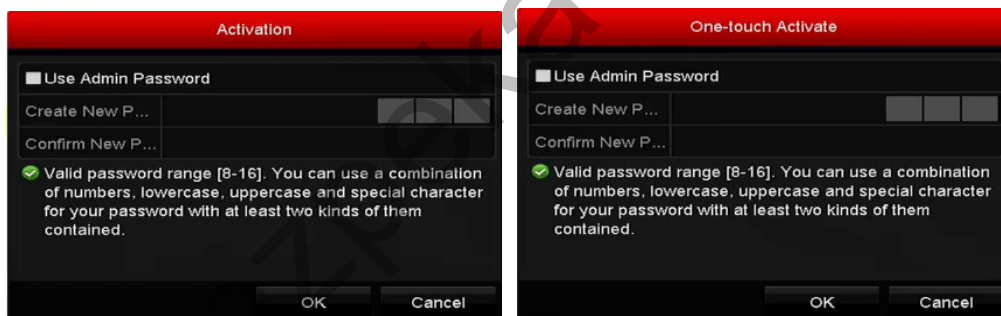 Activation
Use Admin Password
Create New P...
Confirm New P...
Valid password range [8-16]. You can use a combination
of numbers, lowercase, uppercase and special character
for your password with at least two kinds of them
contained.
OK Cancel
One-touch Activate
Use Admin Password
Create New P...
Confirm New P...
Valid password range [8-16]. You can use a combination
of numbers, lowercase, uppercase and special character
for your password with at least two kinds of them
contained.
OK Cancel